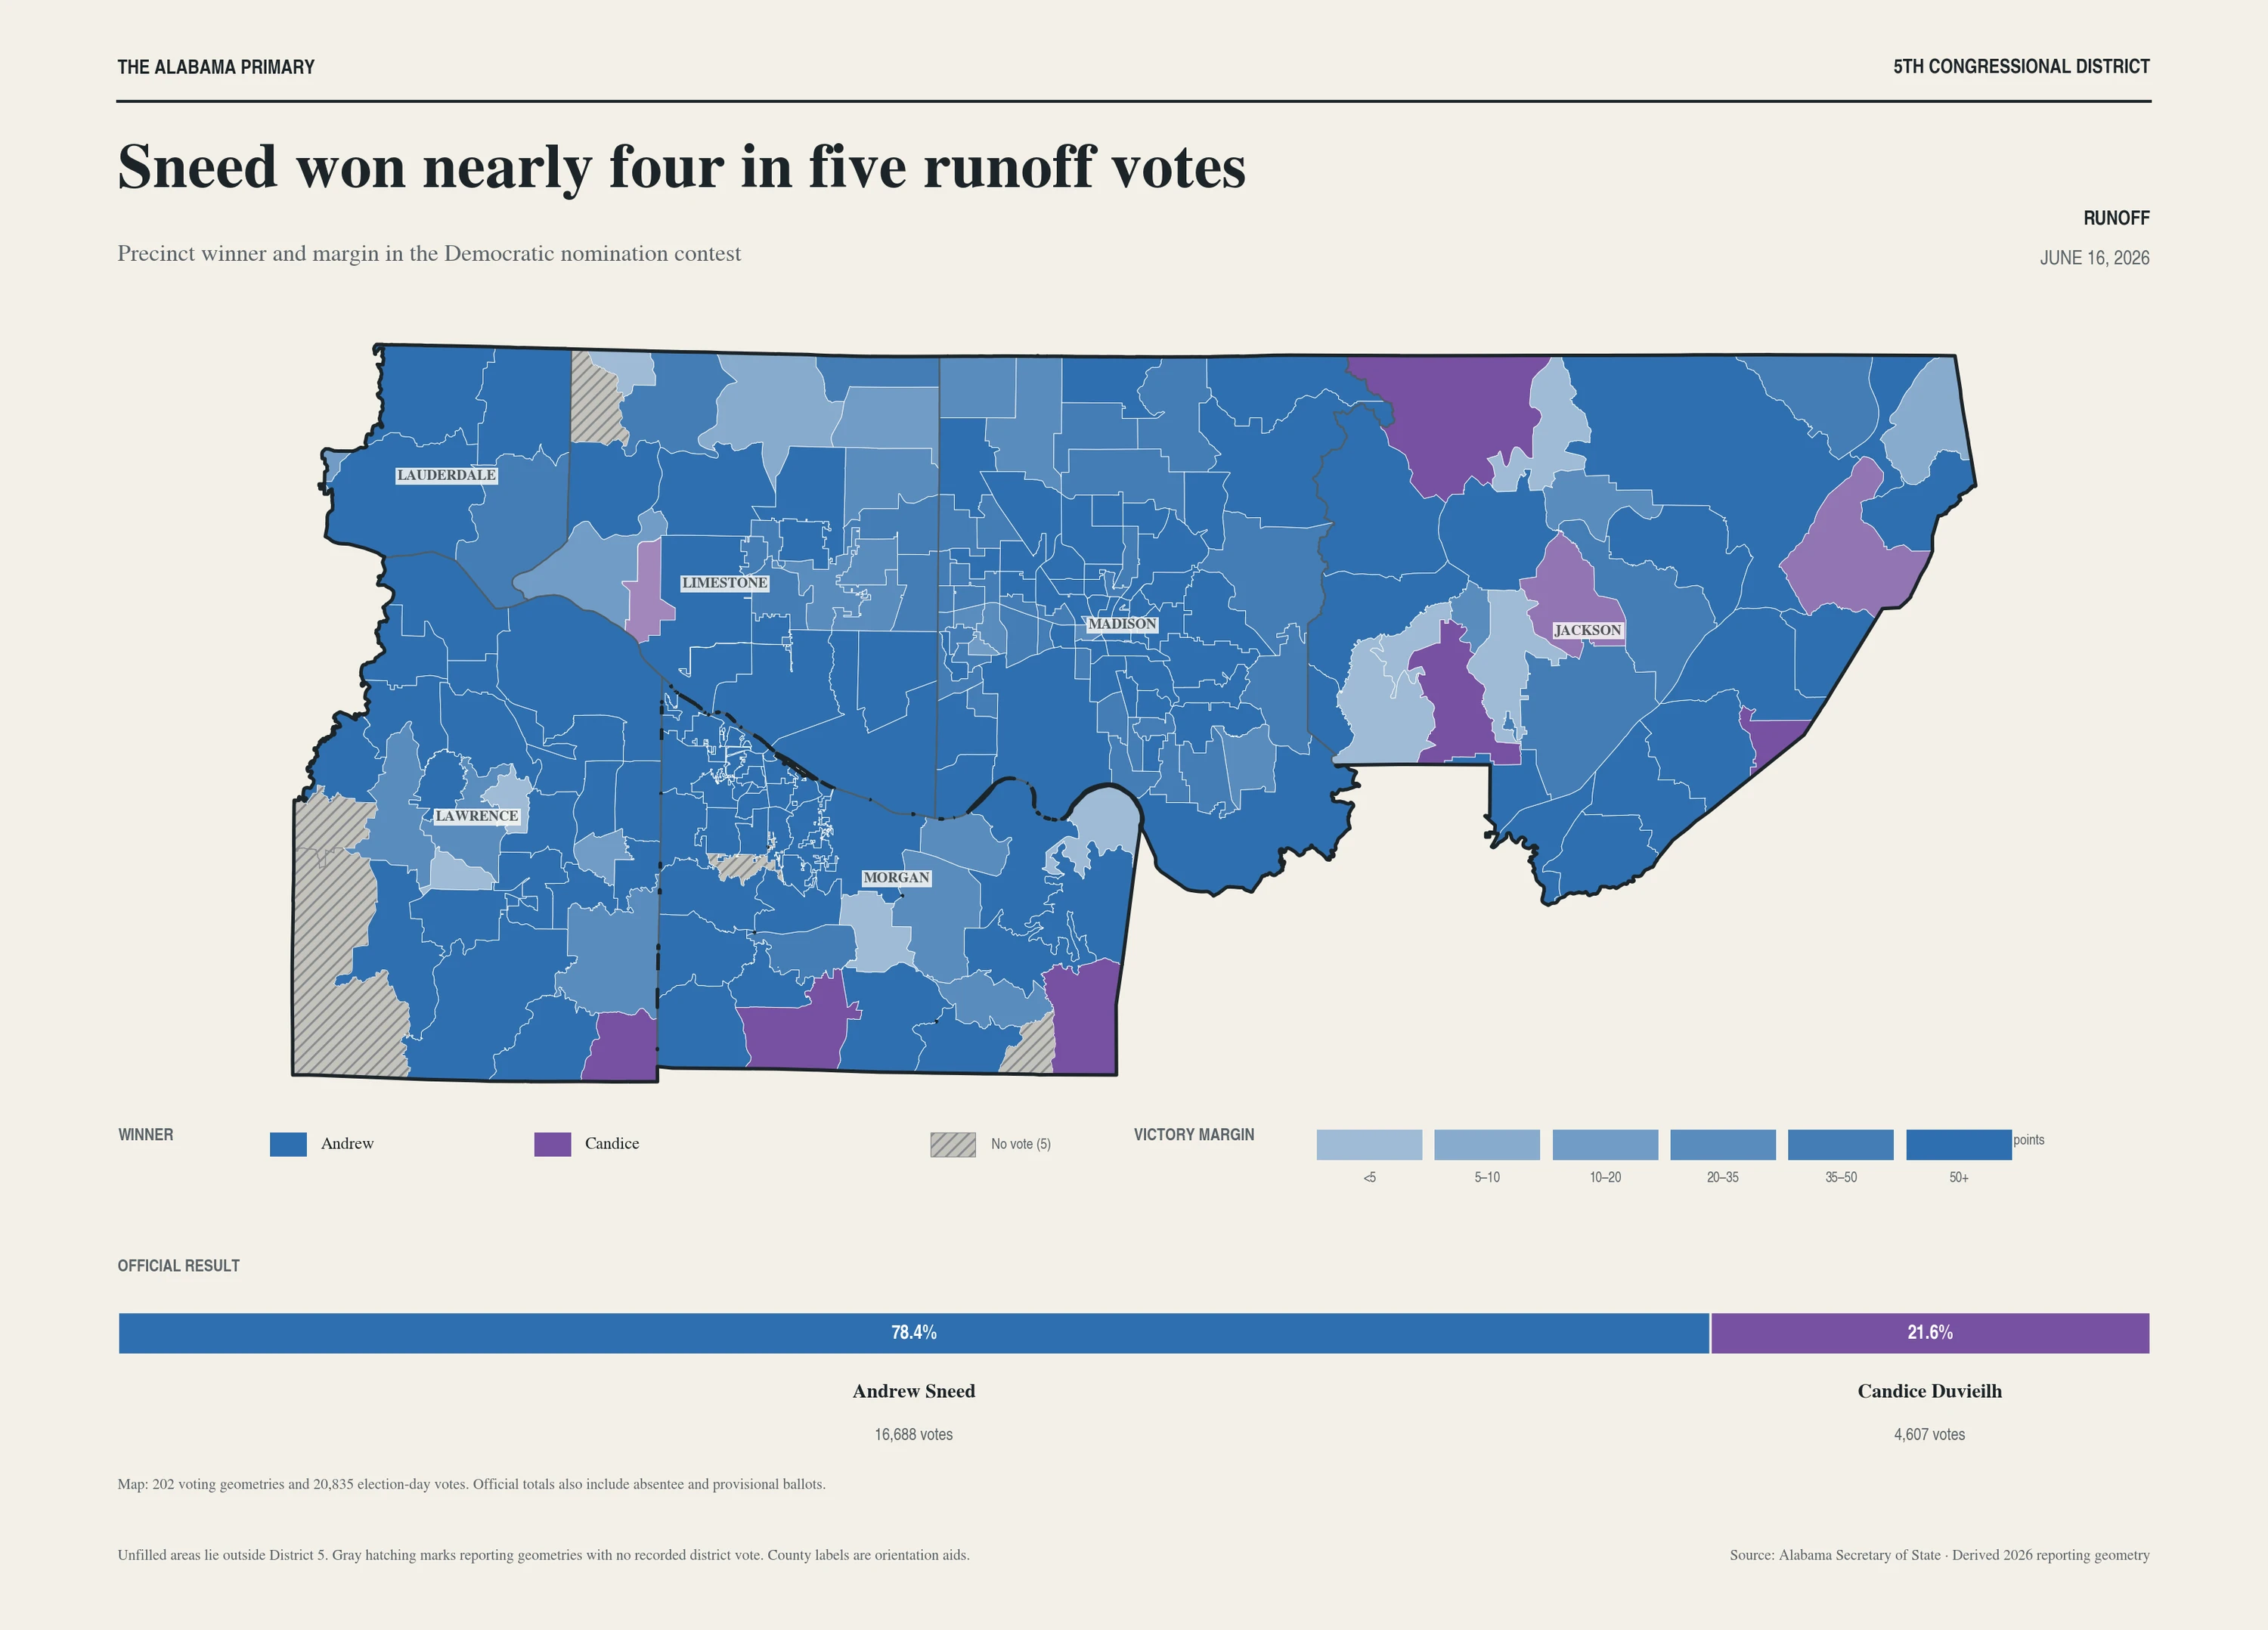 THE ALABAMA PRIMARY
5TH CONGRESSIONAL DISTRICT
Sneed won nearly four in five runoff votes
RUNOFF
Precinct winner and margin in the Democratic nomination contest
JUNE 16, 2026
LAUDERDALE
LIMESTONE
MADISON
JACKSON
LAWRENCE
MORGAN
WINNER
Andrew
Candice
No vote (5)
VICTORY MARGIN
points
<5
5–10
10–20
20–35
35–50
50+
OFFICIAL RESULT
78.4%
21.6%
Andrew Sneed
Candice Duvieilh
16,688 votes
4,607 votes
Map: 202 voting geometries and 20,835 election-day votes. Official totals also include absentee and provisional ballots.
Unfilled areas lie outside District 5. Gray hatching marks reporting geometries with no recorded district vote. County labels are orientation aids.
Source: Alabama Secretary of State · Derived 2026 reporting geometry